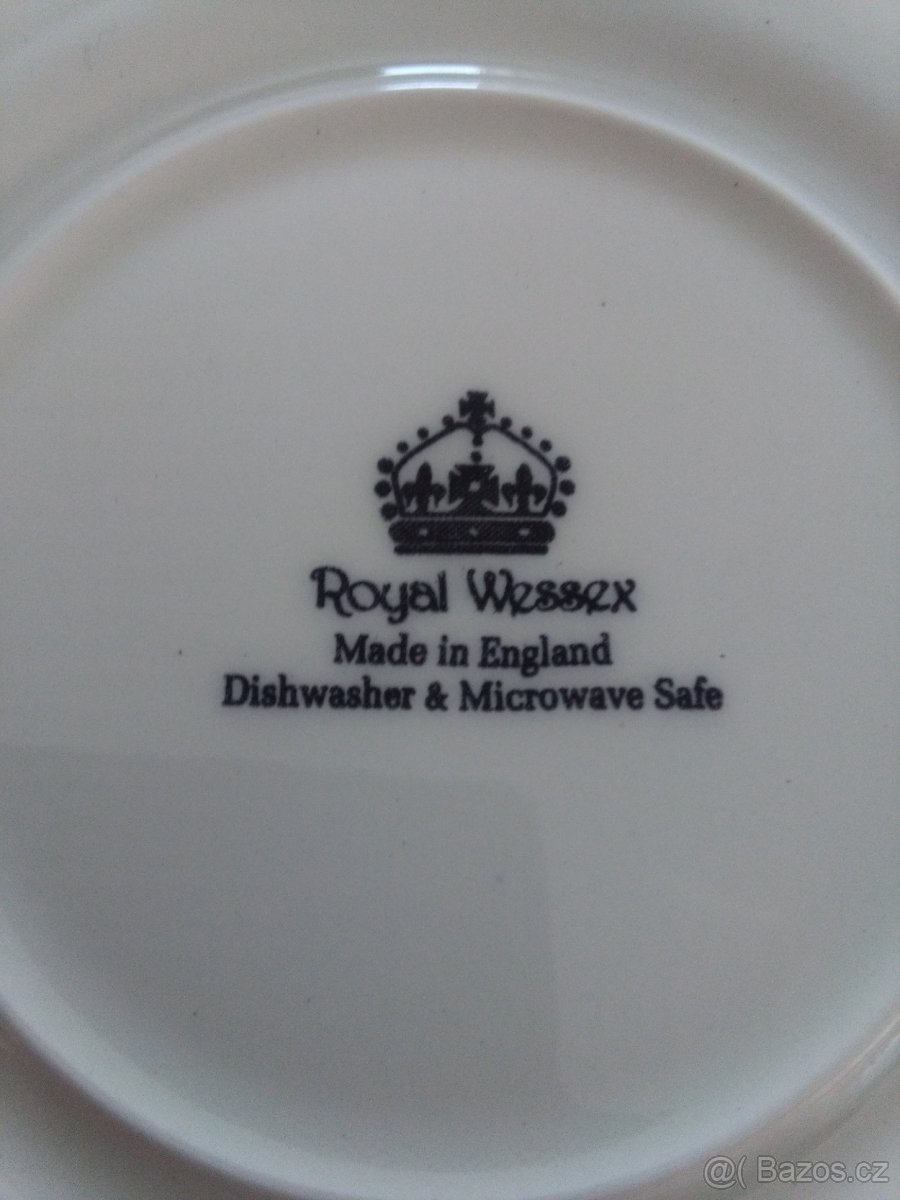 Royal Wessex
Made in England
Dishwasher & Microwave Safe
@( Bazos.cz